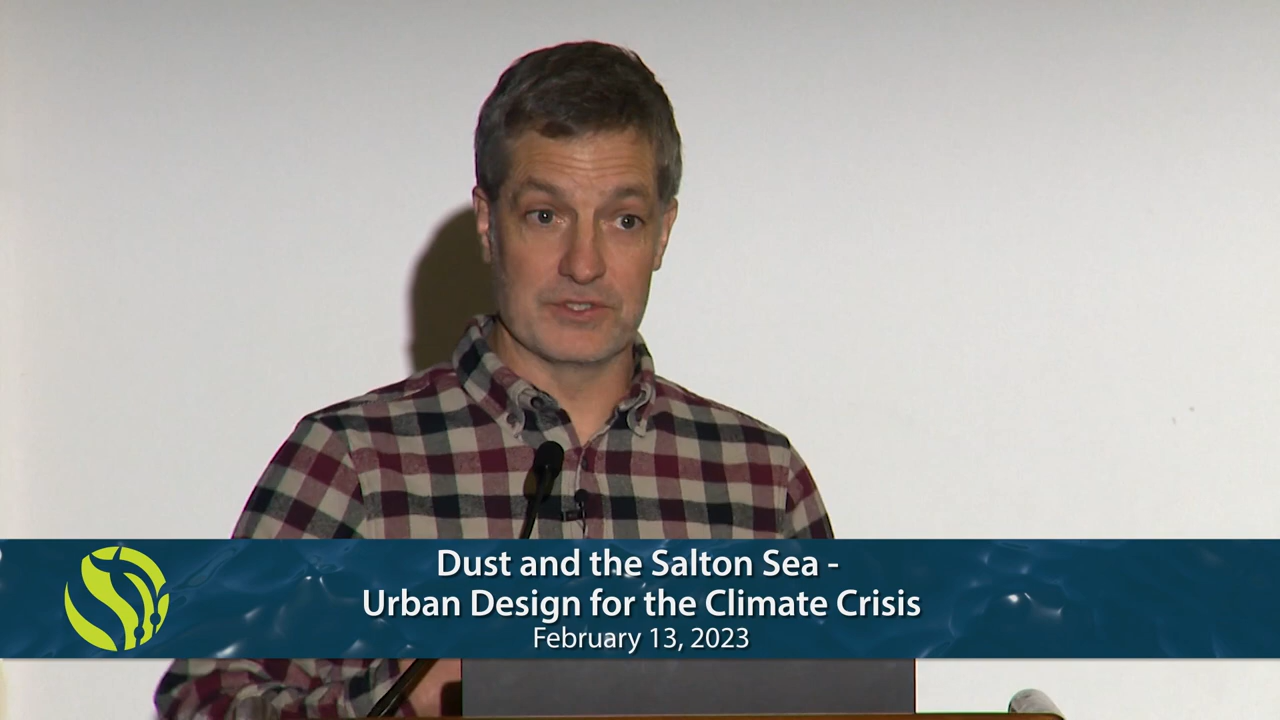 Dust and the Salton Sea -
Urban Design for the Climate Crisis
February 13, 2023